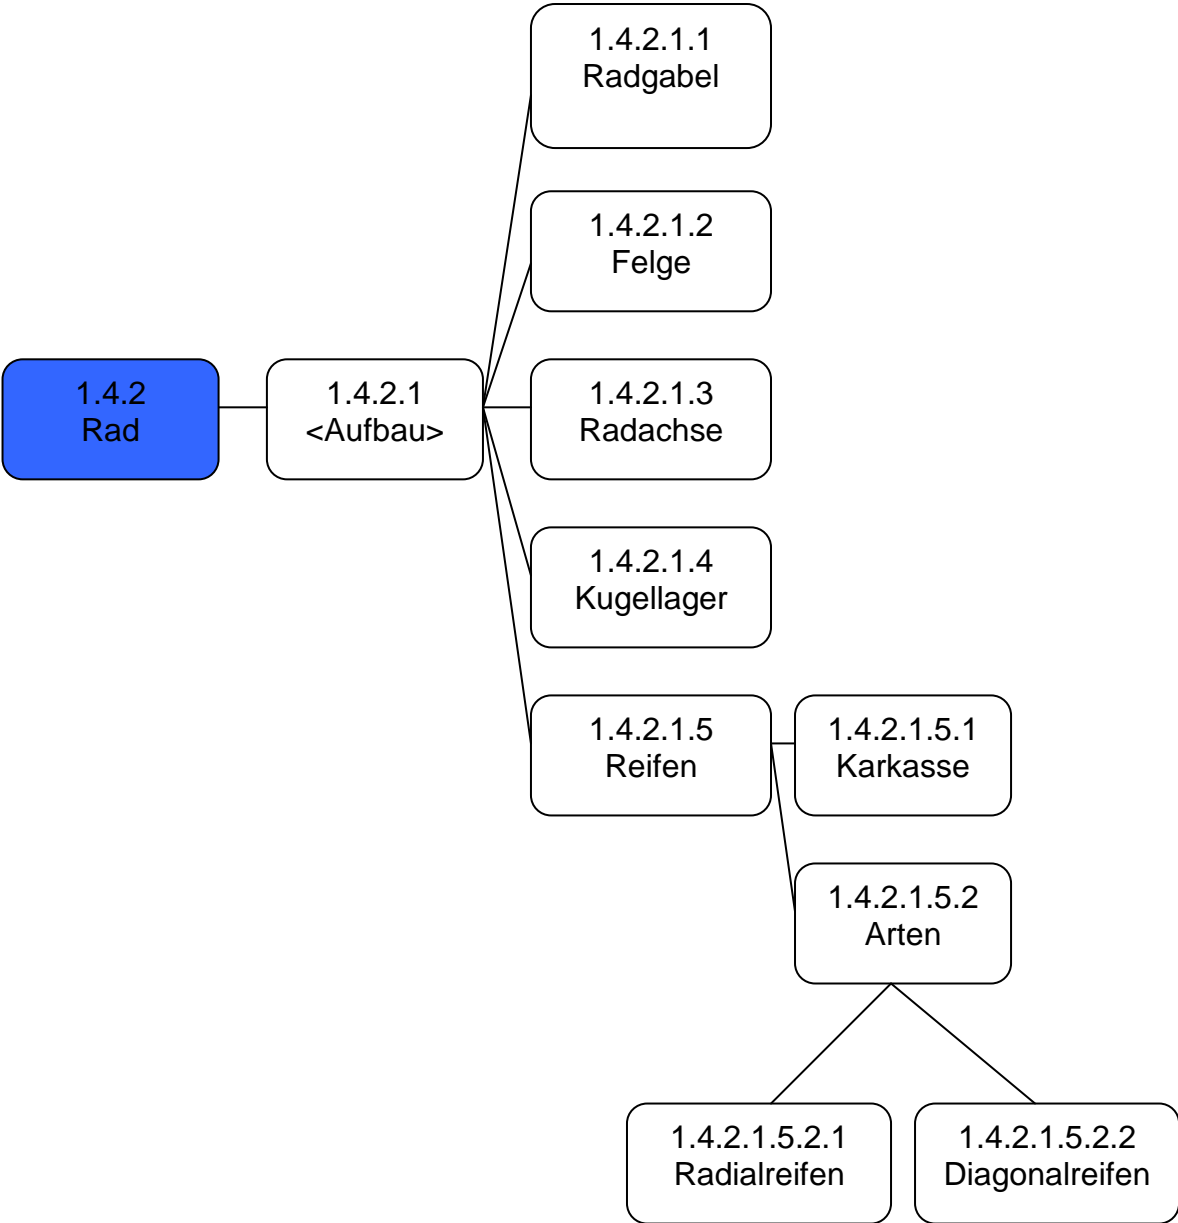 1.4.2.1.1
Radgabel
1.4.2.1.2
Felge
1.4.2
Rad
1.4.2.1
<Aufbau>
1.4.2.1.3
Radachse
1.4.2.1.4
Kugellager
1.4.2.1.5
Reifen
1.4.2.1.5.1
Karkasse
1.4.2.1.5.2
Arten
1.4.2.1.5.2.1
Radialreifen
1.4.2.1.5.2.2
Diagonalreifen